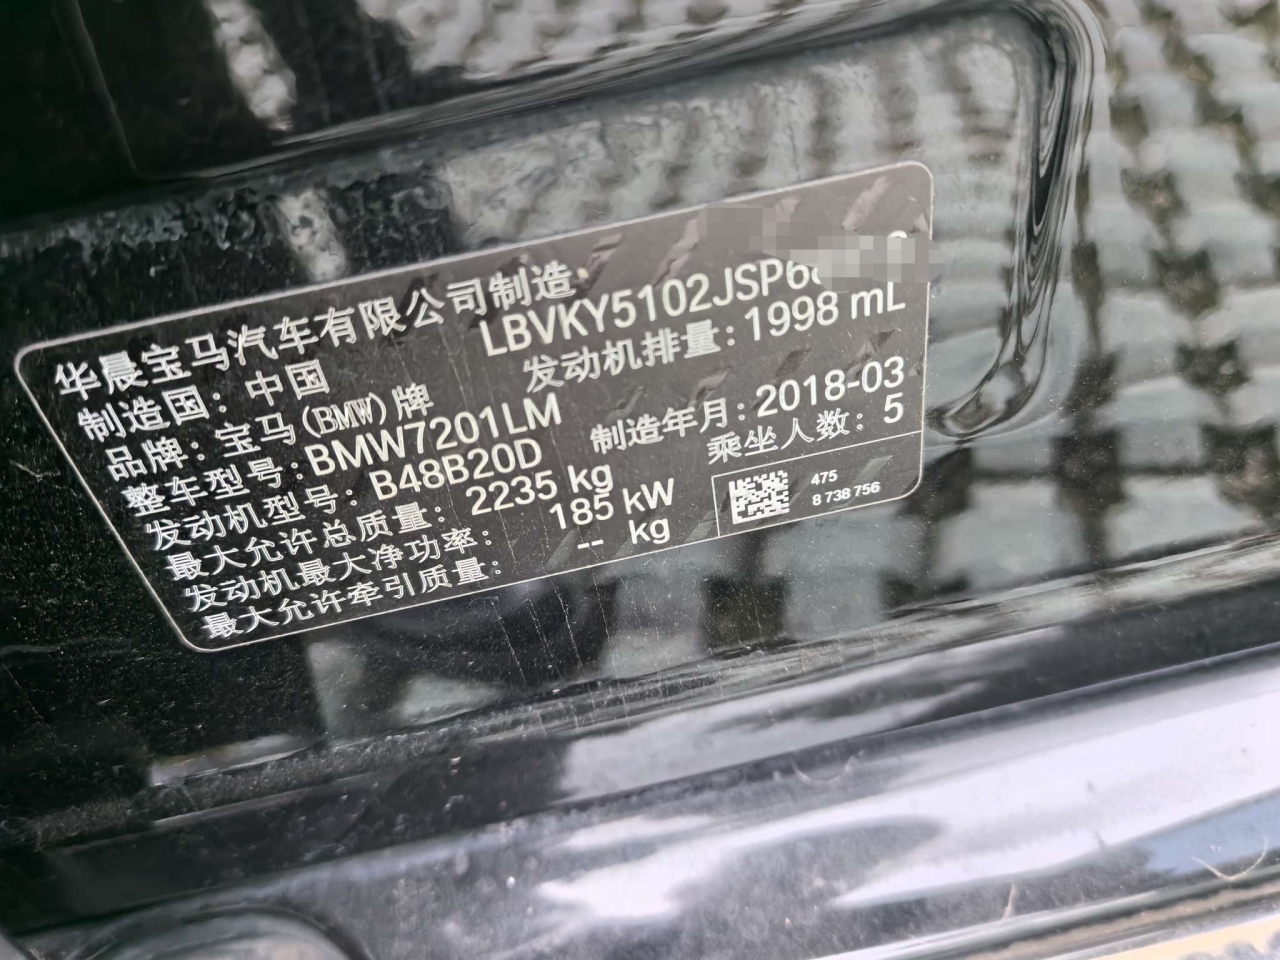 华晨宝马汽车有限公司制造
制造国：中国
LBVKY5102JSP6
品牌：宝马(BMW)牌
发动机排量：1998 mL
整车型号：BMW7201LM
发动机型号：B48B20D
制造年月：2018-03
最大允许总质量：2235 kg
乘坐人数：5
发动机最大净功率：185 kW
最大允许牵引质量：-- kg
475
8 738 756